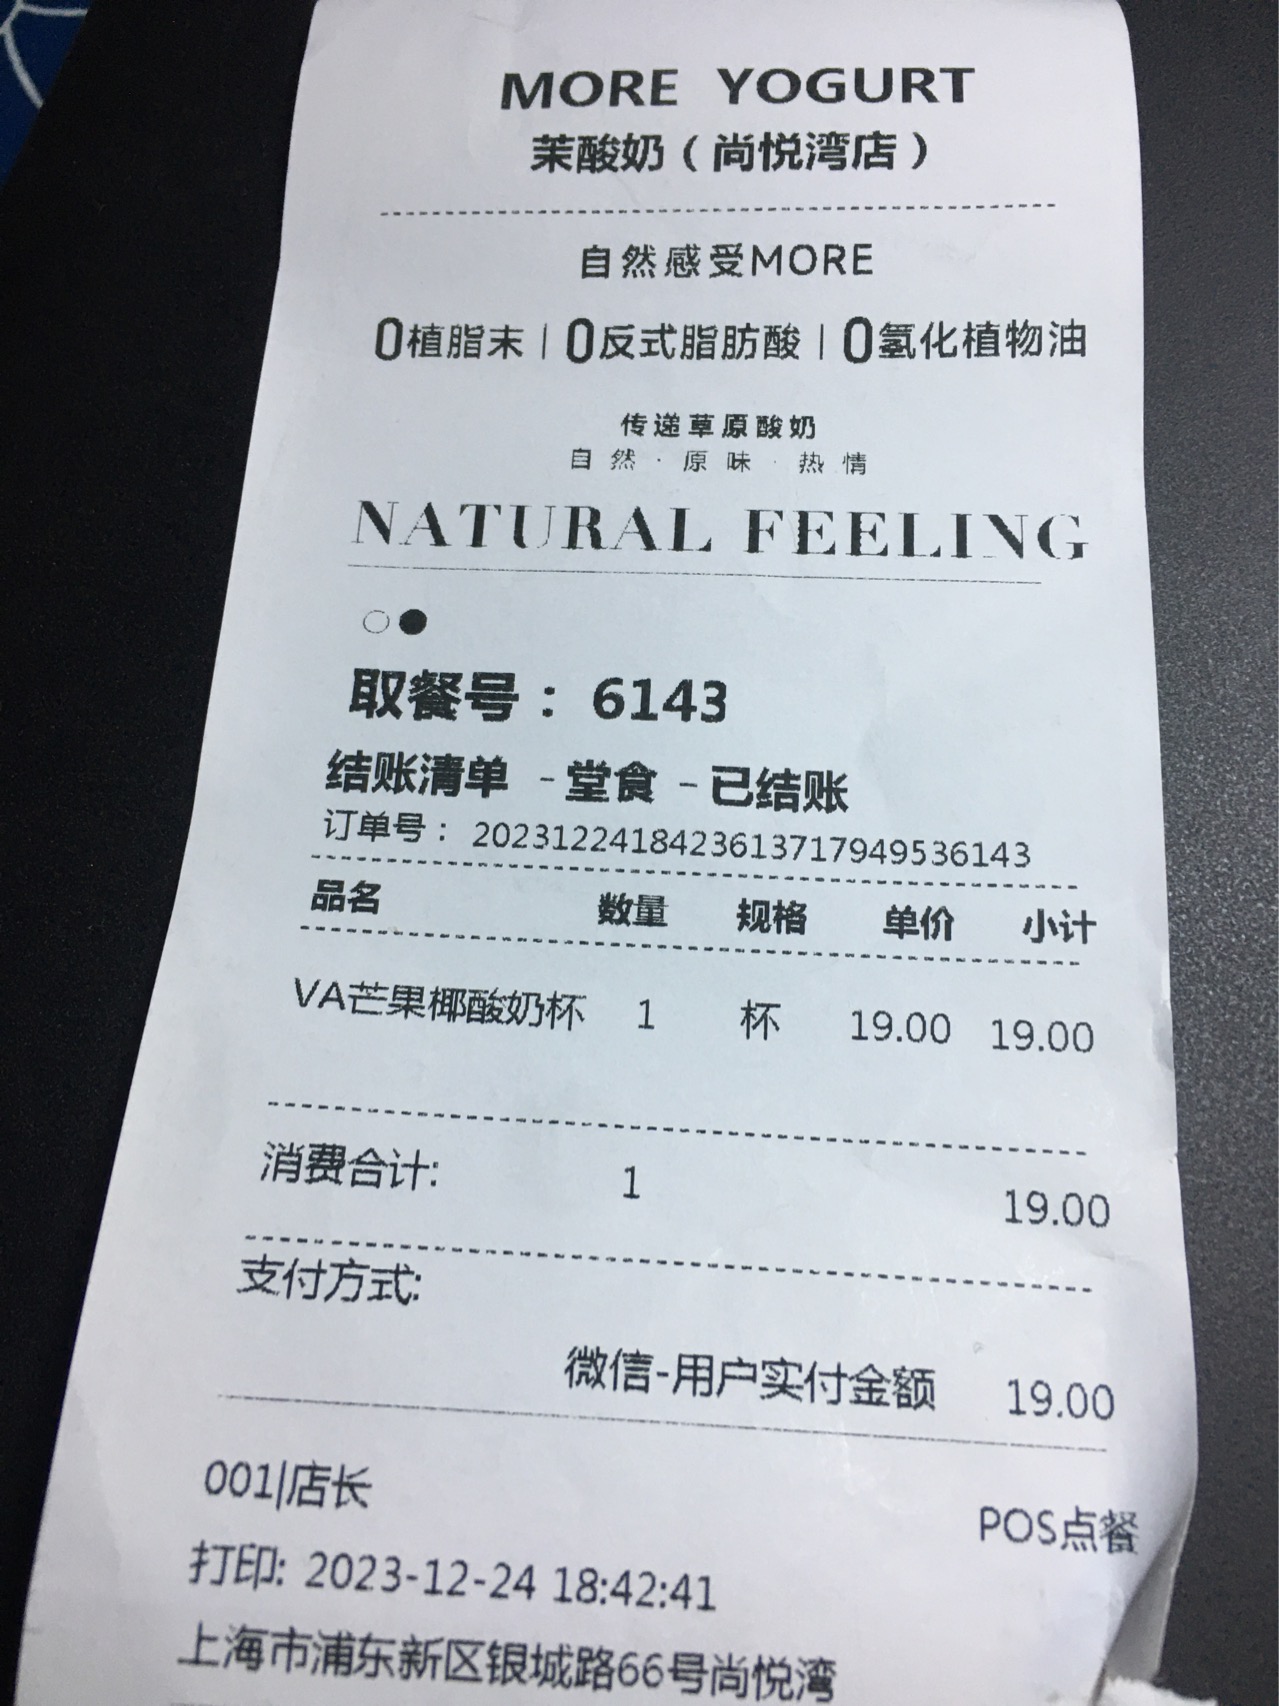 MORE YOGURT
茉酸奶（尚悦湾店）
自然感受MORE
0植脂末｜0反式脂肪酸｜0氢化植物油
传递草原酸奶
自然·原味·热情
NATURAL FEELING
取餐号：6143
结账清单 -堂食 -已结账
订单号：20231224184236137179495​36143
品名 数量 规格 单价 小计
VA芒果椰酸奶杯 1 杯 19.00 19.00
消费合计: 1 19.00
支付方式:
微信-用户实付金额 19.00
001|店长 POS点餐
打印: 2023-12-24 18:42:41
上海市浦东新区银城路66号尚悦湾